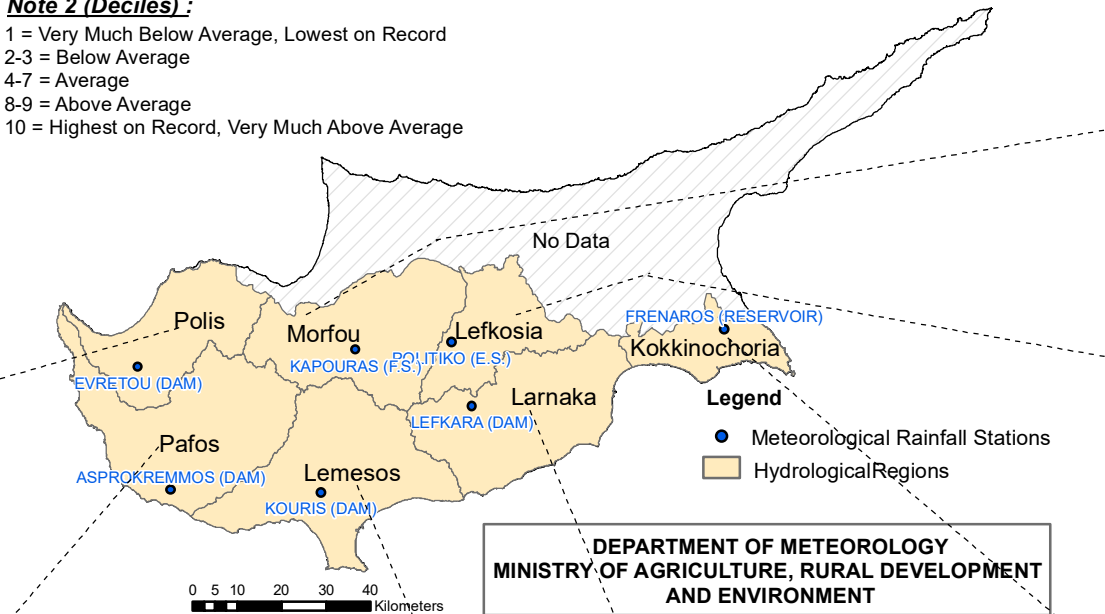 Note 2 (Deciles) :
1 = Very Much Below Average, Lowest on Record
2-3 = Below Average
4-7 = Average
8-9 = Above Average
10 = Highest on Record, Very Much Above Average
No Data
Polis
Morfou
Lefkosia
FRENAROS (RESERVOIR)
Kokkinochoria
KAPOURAS (F.S.)
POLITIKO (E.S.)
EVRETOU (DAM)
Larnaka
LEFKARA (DAM)
Pafos
ASPROKREMMOS (DAM)
Lemesos
KOURIS (DAM)
Legend
Meteorological Rainfall Stations
HydrologicalRegions
0 5 10 20 30 40
Kilometers
DEPARTMENT OF METEOROLOGY
MINISTRY OF AGRICULTURE, RURAL DEVELOPMENT
AND ENVIRONMENT